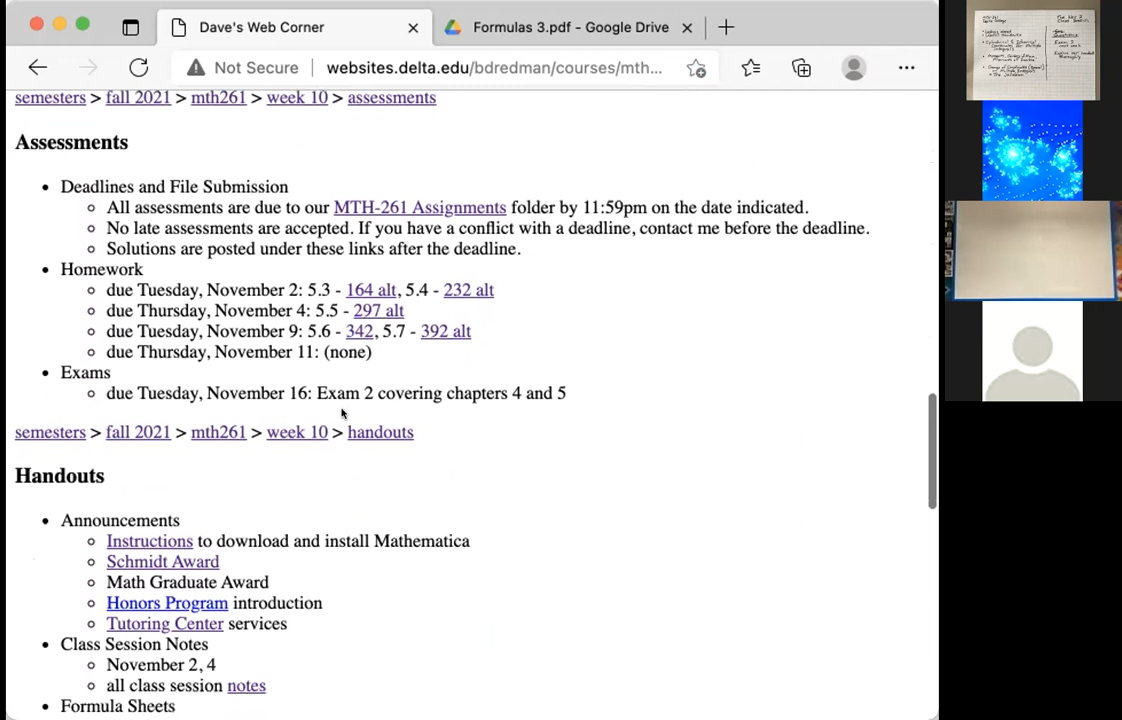 Dave's Web Corner
Formulas 3.pdf - Google Drive
Not Secure
websites.delta.edu/bdredman/courses/mth...
semesters > fall 2021 > mth261 > week 10 > assessments
Assessments
Deadlines and File Submission
All assessments are due to our MTH-261 Assignments folder by 11:59pm on the date indicated.
No late assessments are accepted. If you have a conflict with a deadline, contact me before the deadline.
Solutions are posted under these links after the deadline.
Homework
due Tuesday, November 2: 5.3 - 164 alt, 5.4 - 232 alt
due Thursday, November 4: 5.5 - 297 alt
due Tuesday, November 9: 5.6 - 342, 5.7 - 392 alt
due Thursday, November 11: (none)
Exams
due Tuesday, November 16: Exam 2 covering chapters 4 and 5
semesters > fall 2021 > mth261 > week 10 > handouts
Handouts
Announcements
Instructions to download and install Mathematica
Schmidt Award
Math Graduate Award
Honors Program introduction
Tutoring Center services
Class Session Notes
November 2, 4
all class session notes
Formula Sheets